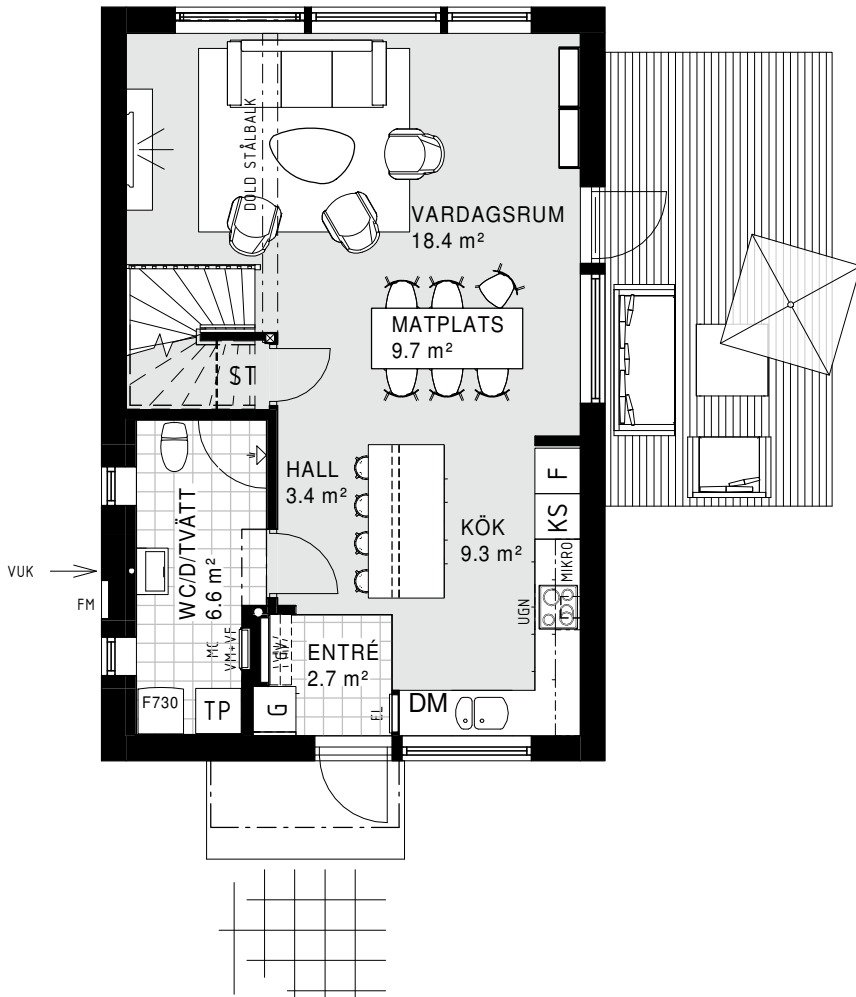 DOLD STÅLBALK
VARDAGSRUM
18.4 m²
MATPLATS
9.7 m²
ST
HALL
3.4 m²
F
KS
KÖK
9.3 m²
WC/D/TVÄTT
6.6 m²
VUK
FM
MIKRO
UGN
MC
VM+VF
ENTRÉ
2.7 m²
F730
TP
G
EL
DM